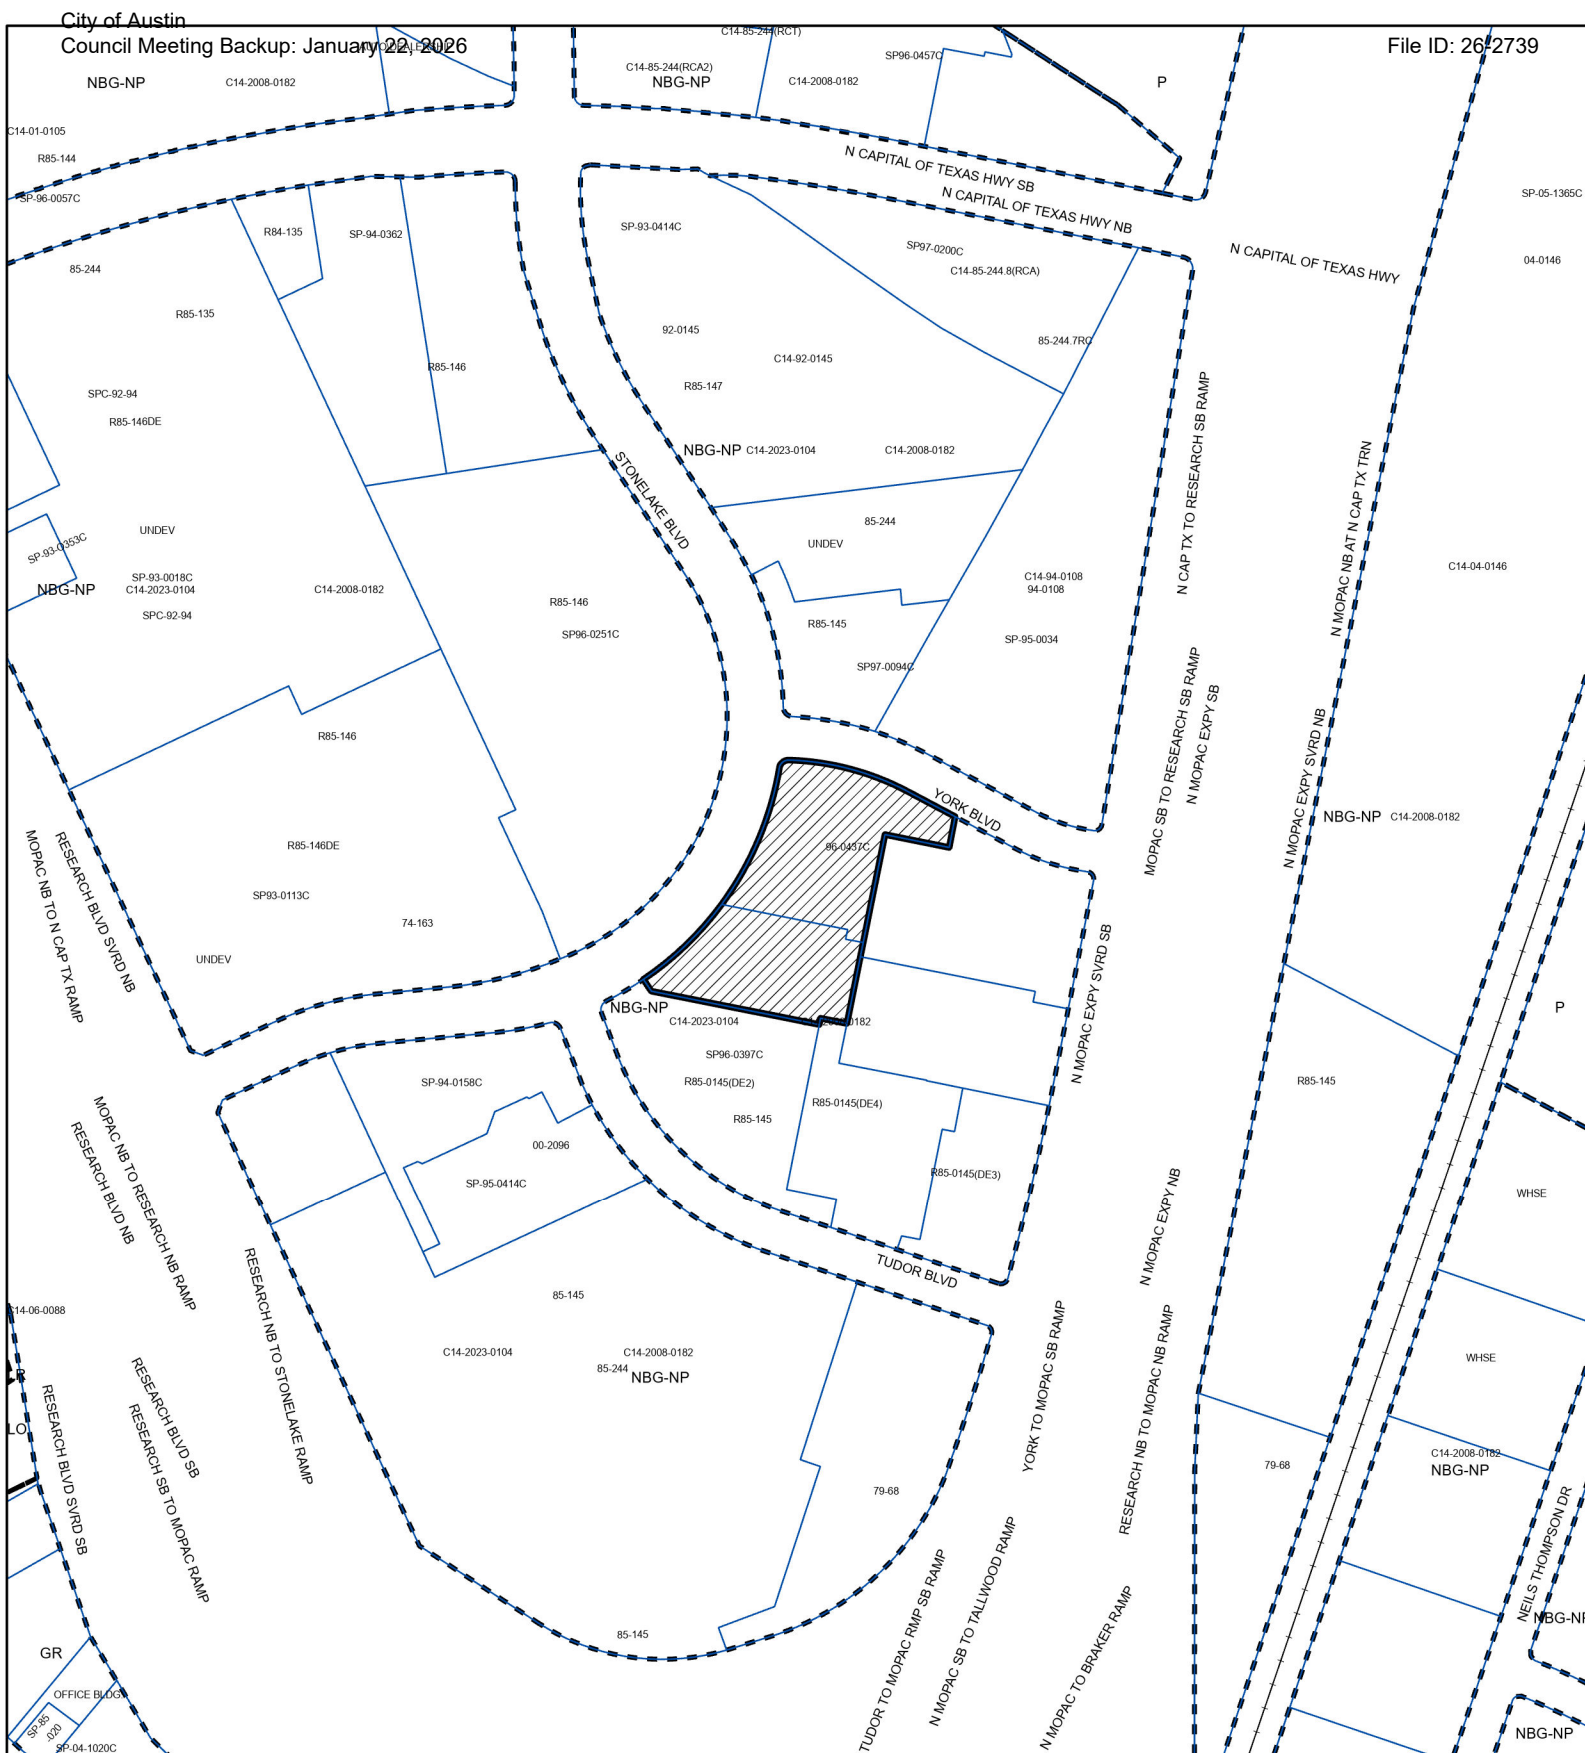 City of Austin
Council Meeting Backup: January 22, 2026
File ID: 26-2739
AUTO DEALERSHIP
C14-85-244(RCT)
SP96-0457C
C14-85-244(RCA2)
NBG-NP
C14-2008-0182
NBG-NP
C14-2008-0182
P
C14-01-0105
R85-144
SP-96-0057C
N CAPITAL OF TEXAS HWY SB
N CAPITAL OF TEXAS HWY NB
N CAPITAL OF TEXAS HWY
SP-05-1365C
04-0146
R84-135
SP-94-0362
SP-93-0414C
SP97-0200C
C14-85-244.8(RCA)
85-244
R85-135
92-0145
85-244.7RC
C14-92-0145
R85-146
R85-147
SPC-92-94
R85-146DE
NBG-NP
C14-2023-0104
C14-2008-0182
STONELAKE BLVD
N CAP TX TO RESEARCH SB RAMP
N MOPAC NB AT N CAP TX TRN
85-244
UNDEV
UNDEV
SP-93-0353C
SP-93-0018C
NBG-NP
C14-2023-0104
C14-2008-0182
SPC-92-94
R85-146
SP96-0251C
C14-94-0108
94-0108
C14-04-0146
R85-145
SP-95-0034
SP97-0094C
MOPAC SB TO RESEARCH SB RAMP
N MOPAC EXPY SB
N MOPAC EXPY SVRD NB
R85-146
YORK BLVD
NBG-NP
C14-2008-0182
R85-146DE
96-0437C
SP93-0113C
74-163
UNDEV
RESEARCH BLVD SVRD NB
MOPAC NB TO N CAP TX RAMP
N MOPAC EXPY SVRD SB
NBG-NP
C14-2023-0104
P
SP96-0397C
R85-0145(DE2)
R85-145
R85-0145(DE4)
R85-145
SP-94-0158C
00-2096
SP-95-0414C
R85-0145(DE3)
WHSE
MOPAC NB TO RESEARCH NB RAMP
RESEARCH BLVD NB
N MOPAC EXPY NB
TUDOR BLVD
RESEARCH NB TO STONELAKE RAMP
C14-06-0088
85-145
C14-2023-0104
C14-2008-0182
85-244
NBG-NP
YORK TO MOPAC SB RAMP
RESEARCH NB TO MOPAC NB RAMP
WHSE
LO
RESEARCH BLVD SVRD SB
RESEARCH BLVD SB
RESEARCH SB TO MOPAC RAMP
79-68
79-68
C14-2008-0182
NBG-NP
NEILS THOMPSON DR
TUDOR TO MOPAC RMP SB RAMP
N MOPAC SB TO TALLWOOD RAMP
N MOPAC TO BRAKER RAMP
85-145
NBG-NP
GR
OFFICE BLDG
SP-85
-020
SP-04-1020C
NBG-NP